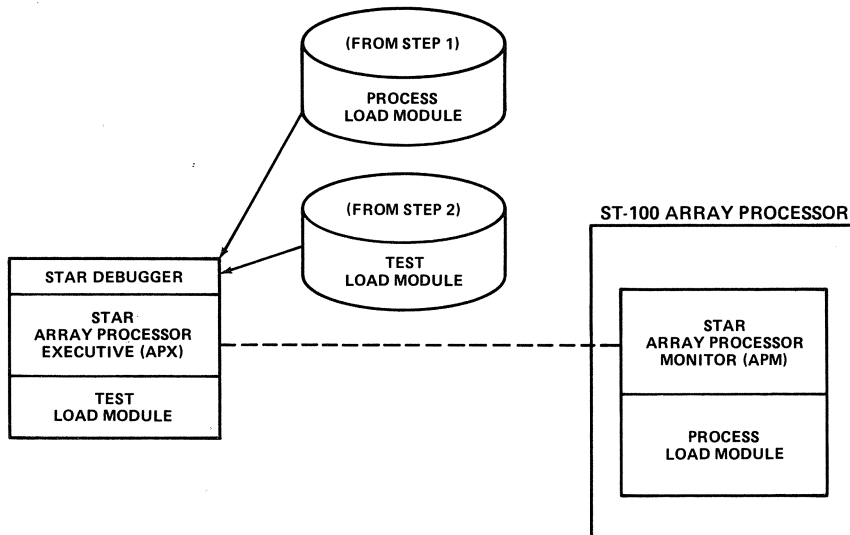 (FROM STEP 1)
PROCESS
LOAD MODULE
(FROM STEP 2)
TEST
LOAD MODULE
ST-100 ARRAY PROCESSOR
STAR DEBUGGER
STAR
ARRAY PROCESSOR
EXECUTIVE (APX)
TEST
LOAD MODULE
STAR
ARRAY PROCESSOR
MONITOR (APM)
PROCESS
LOAD MODULE